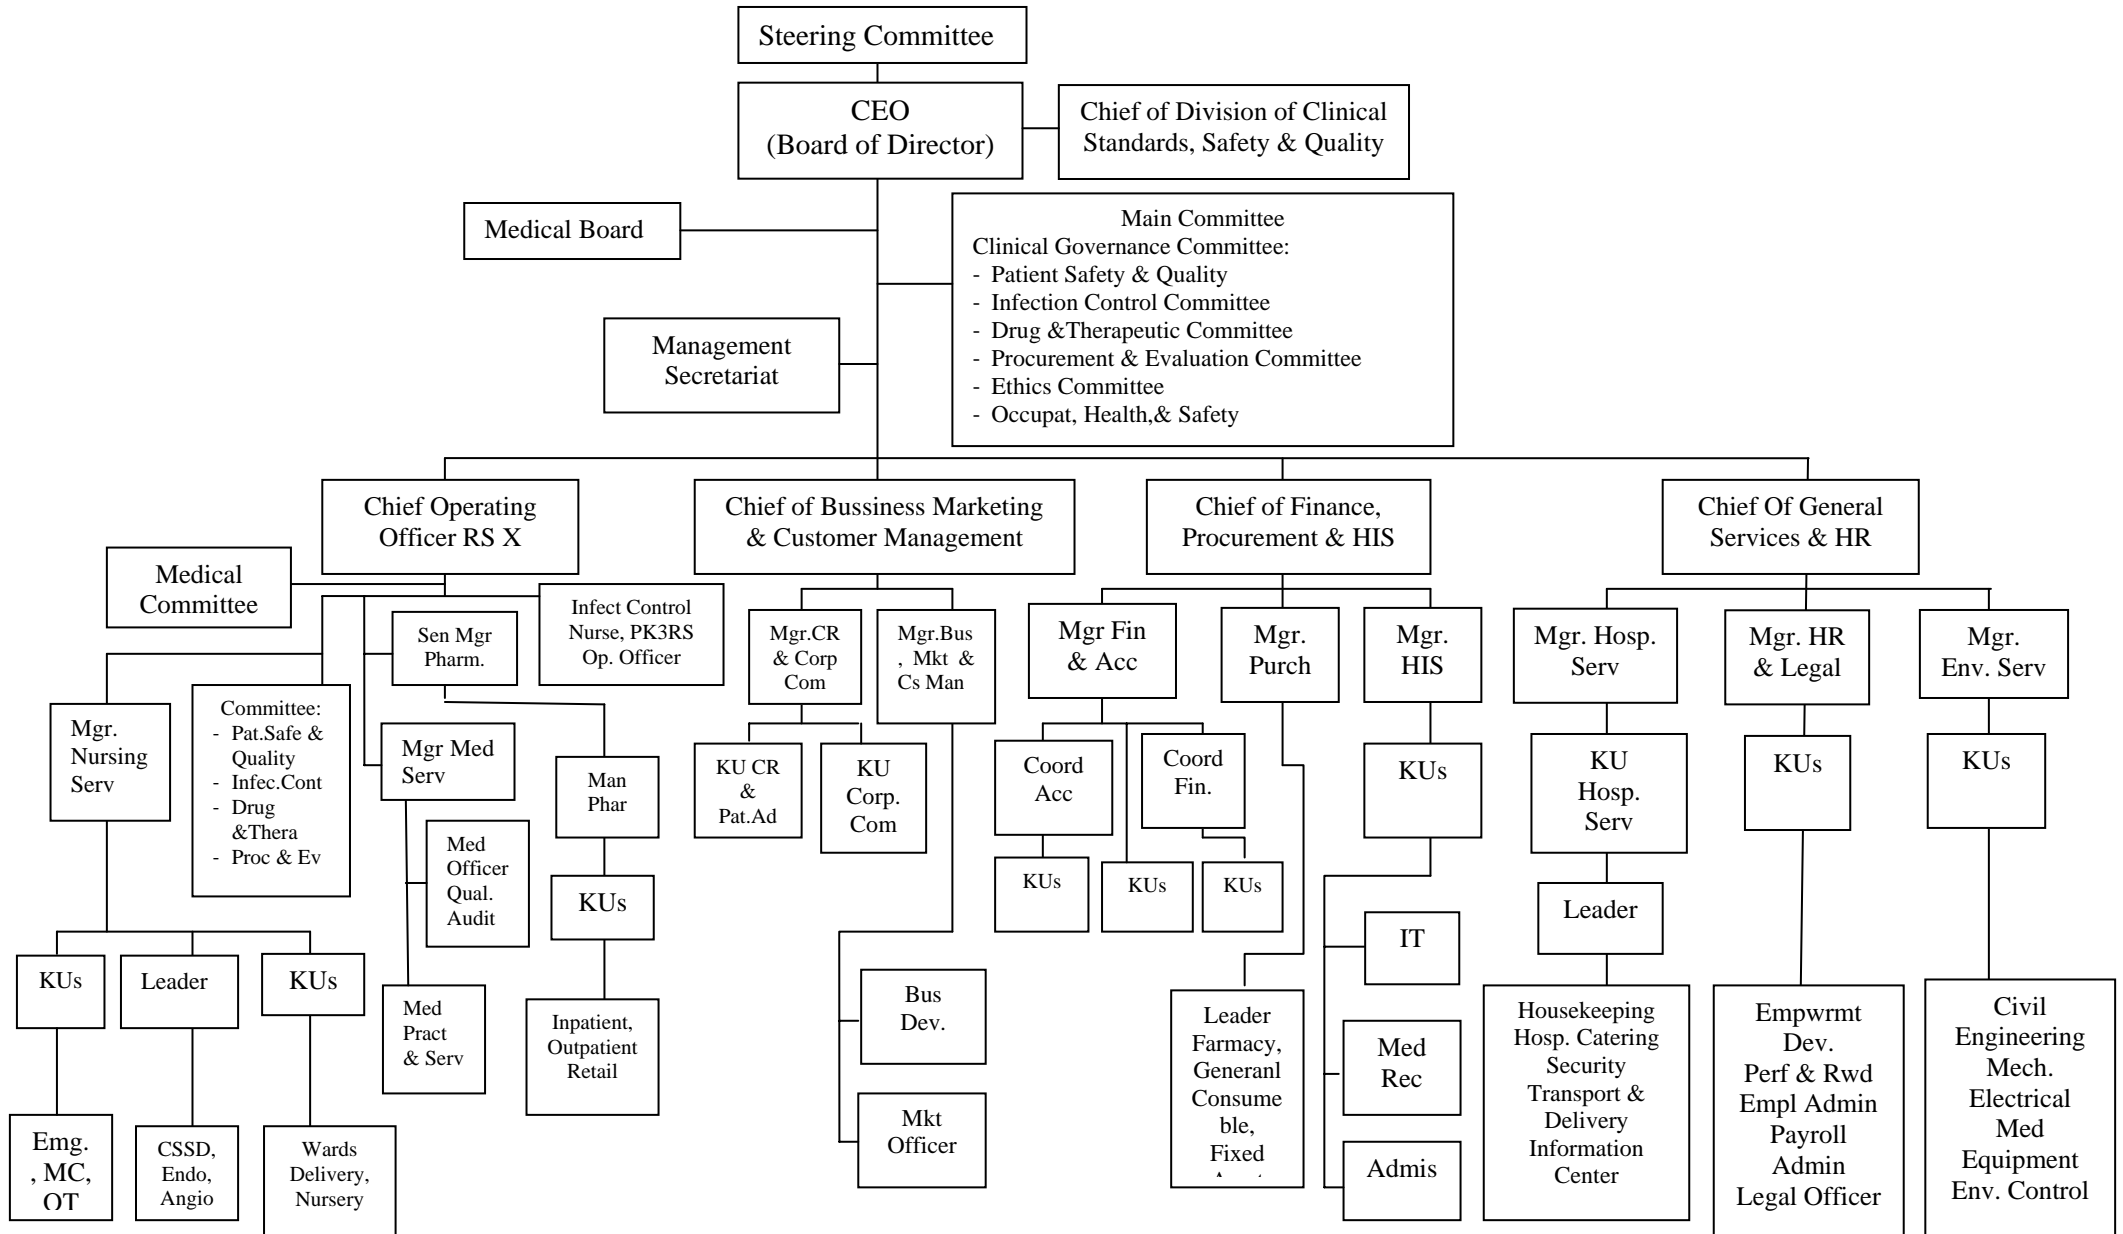 Steering Committee
CEO
(Board of Director)
Chief of Division of Clinical
Standards, Safety & Quality
Medical Board
Main Committee
Clinical Governance Committee:
- Patient Safety & Quality
- Infection Control Committee
- Drug &Therapeutic Committee
- Procurement & Evaluation Committee
- Ethics Committee
- Occupat, Health,& Safety
Management
Secretariat
Chief Operating
Officer RS X
Chief of Bussiness Marketing
& Customer Management
Chief of Finance,
Procurement & HIS
Chief Of General
Services & HR
Medical
Committee
Infect Control
Nurse, PK3RS
Op. Officer
Sen Mgr
Pharm.
Mgr.CR
& Corp
Com
Mgr.Bus
, Mkt &
Cs Man
Mgr Fin
& Acc
Mgr.
Purch
Mgr.
HIS
Mgr. Hosp.
Serv
Mgr. HR
& Legal
Mgr.
Env. Serv
Mgr.
Nursing
Serv
Committee:
- Pat.Safe &
Quality
- Infec.Cont
- Drug
&Thera
- Proc & Ev
Mgr Med
Serv
Man
Phar
KU CR
&
Pat.Ad
KU
Corp.
Com
Coord
Acc
Coord
Fin.
KUs
KU
Hosp.
Serv
KUs
KUs
Med
Officer
Qual.
Audit
KUs
KUs
KUs
KUs
Leader
KUs
Leader
KUs
Med
Pract
& Serv
Inpatient,
Outpatient
Retail
Bus
Dev.
Mkt
Officer
Leader
Farmacy,
Generanl
Consume
ble,
Fixed
IT
Med
Rec
Admis
Housekeeping
Hosp. Catering
Security
Transport &
Delivery
Information
Center
Empwrmt
Dev.
Perf & Rwd
Empl Admin
Payroll
Admin
Legal Officer
Civil
Engineering
Mech.
Electrical
Med
Equipment
Env. Control
Emg.
, MC,
OT
CSSD,
Endo,
Angio
Wards
Delivery,
Nursery